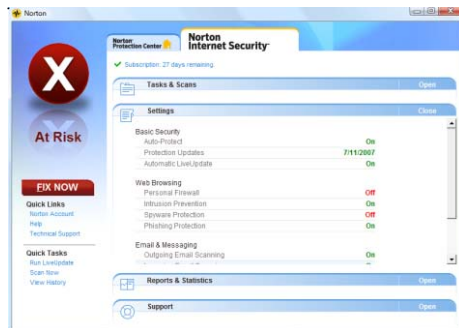 Norton
Norton
Protection Center
Norton
Internet Security
Subscription: 27 days remaining
Tasks & Scans
Open
Settings
Close
At Risk
Basic Security
Auto-Protect
On
Protection Updates
7/11/2007
Automatic LiveUpdate
On
FIX NOW
Web Browsing
Personal Firewall
Off
Intrusion Prevention
On
Spyware Protection
Off
Phishing Protection
On
Quick Links
Norton Account
Help
Technical Support
Email & Messaging
Outgoing Email Scanning
On
Quick Tasks
Run LiveUpdate
Scan Now
View History
Reports & Statistics
Open
Support
Open